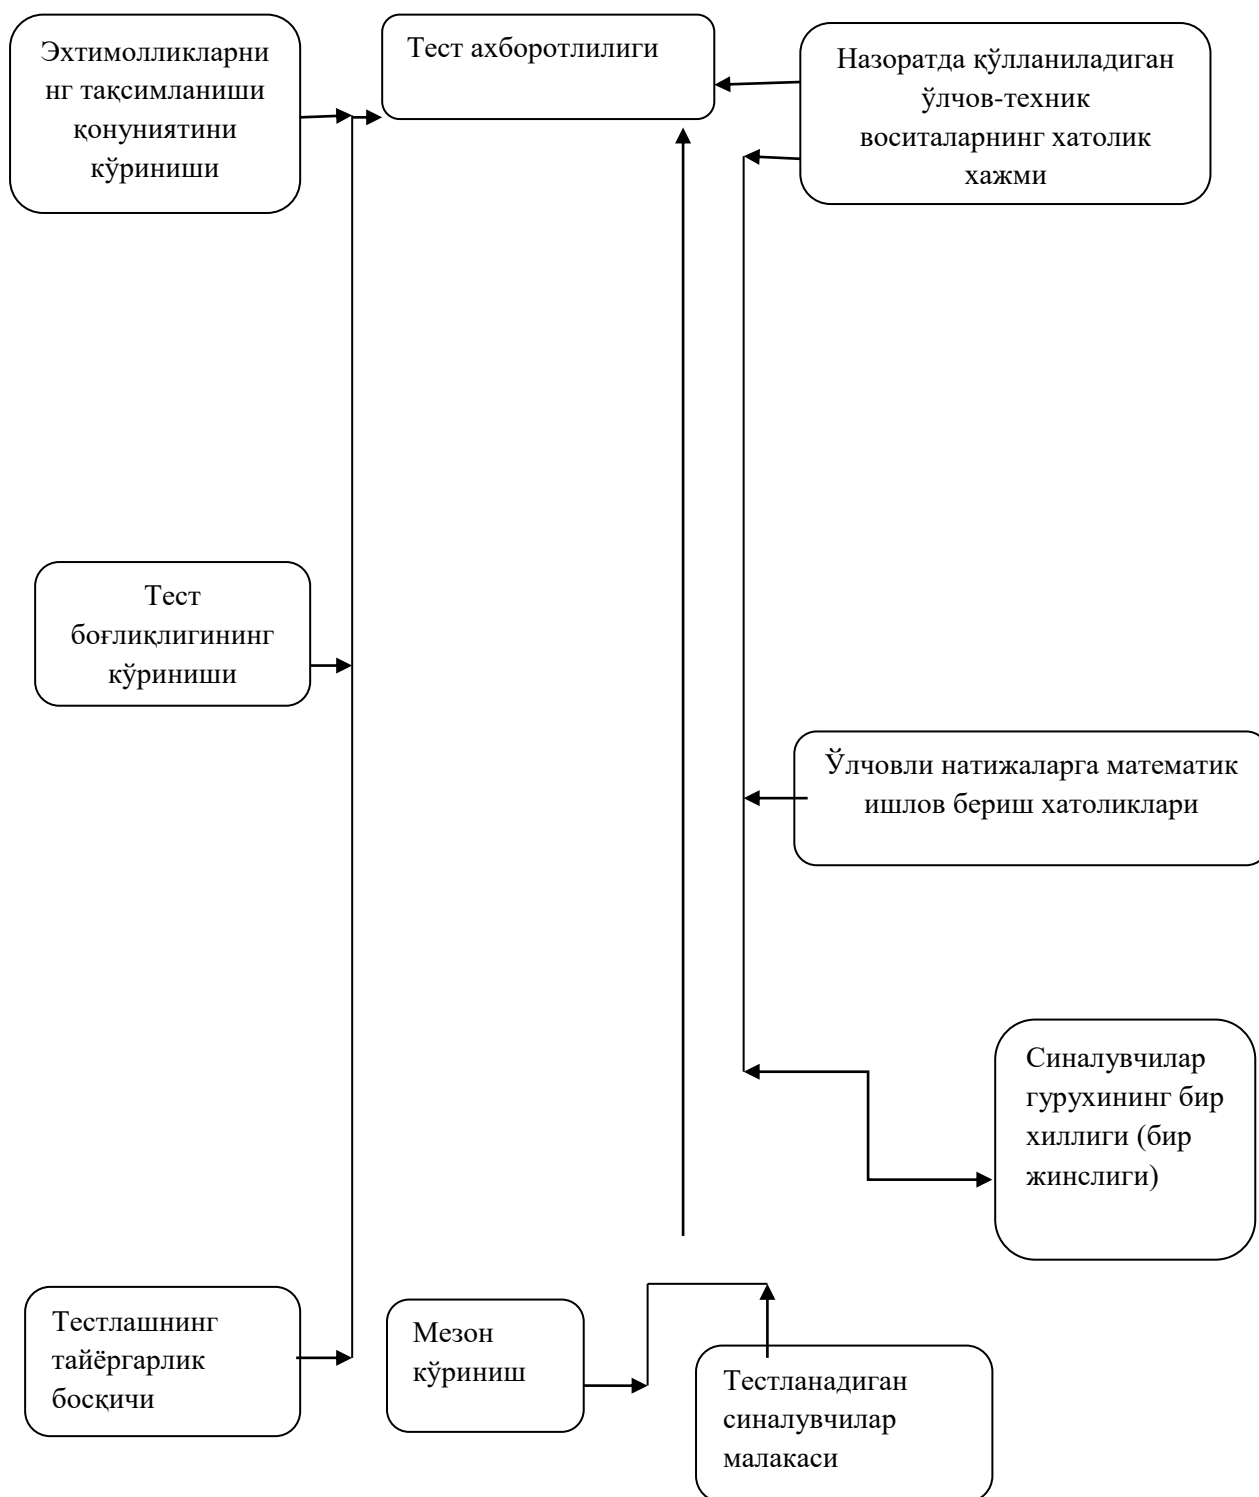 Эхтимолликларни
нг тақсимланиши
қонуниятини
кўриниши
Тест ахборотлилиги
Назоратда қўлланиладиган
ўлчов-техник
воситаларнинг хатолик
хажми
Тест
боғлиқлигининг
кўриниши
Ўлчовли натижаларга математик
ишлов бериш хатоликлари
Синалувчилар
гурухининг бир
хиллиги (бир
жинслиги)
Тестлашнинг
тайёргарлик
босқичи
Мезон
кўриниш
Тестланадиган
синалувчилар
малакаси